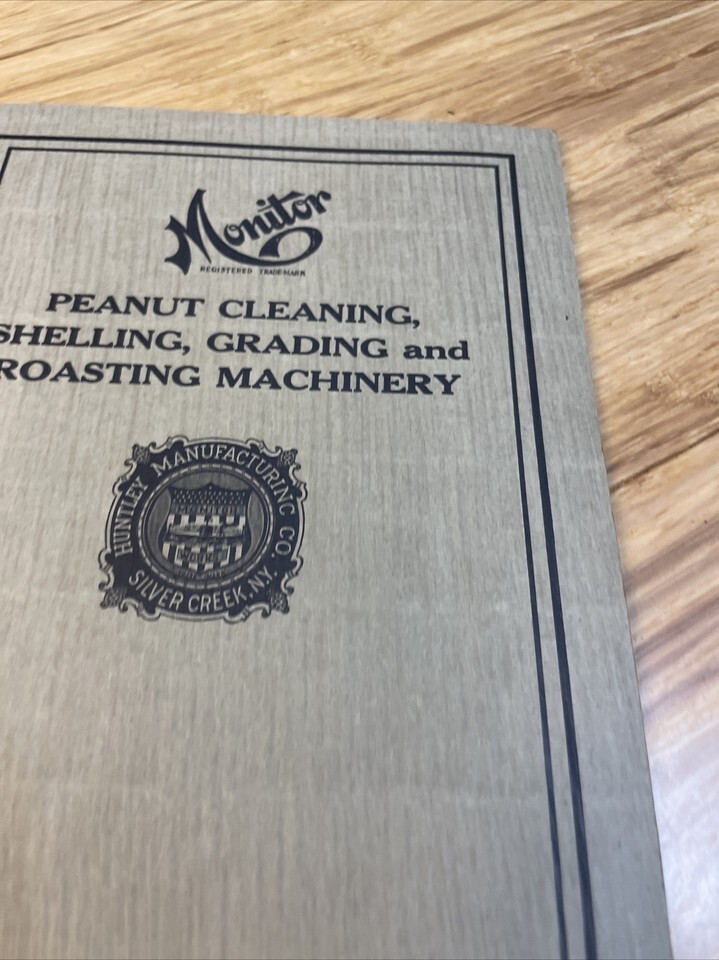 Monitor
REGISTERED TRADEMARK
PEANUT CLEANING,
SHELLING, GRADING and
ROASTING MACHINERY
HUNTLEY MANUFACTURING CO.
SILVER CREEK, N.Y.